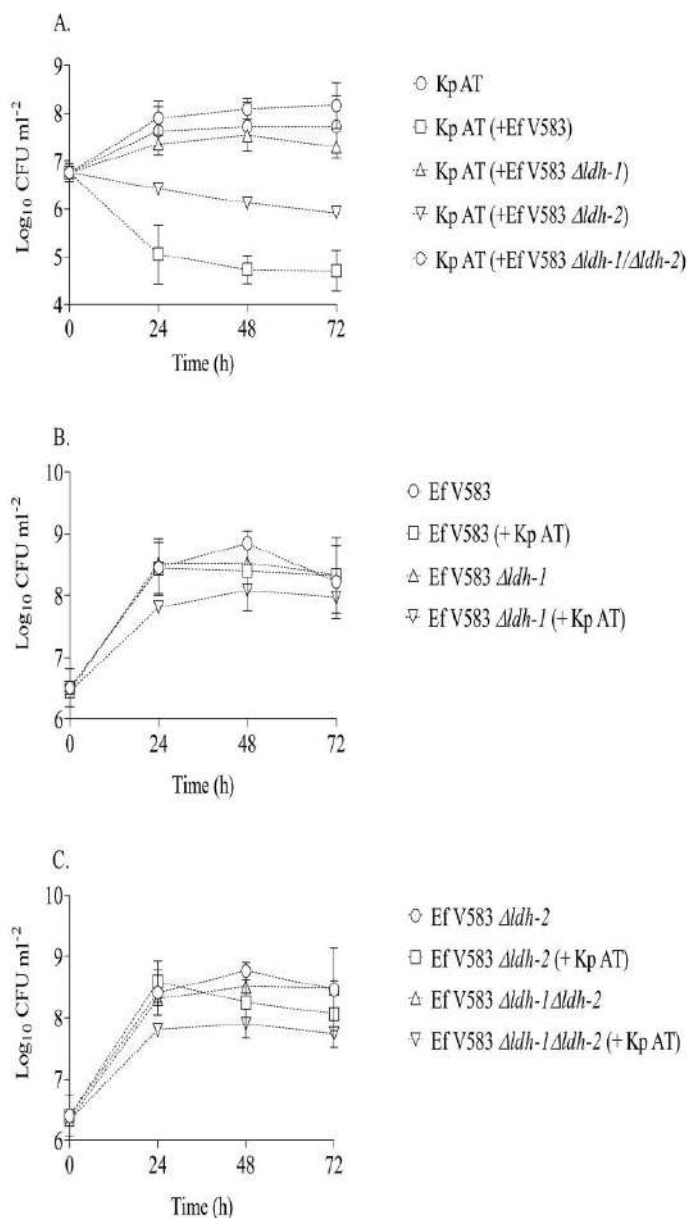 A.
9
8
7
6
5
4
Log10 CFU ml-2
0
24
48
72
Time (h)
Kp AT
Kp AT (+Ef V583)
Kp AT (+Ef V583 Δldh-1)
Kp AT (+Ef V583 Δldh-2)
Kp AT (+Ef V583 Δldh-1/Δldh-2)
B.
10
9
8
7
6
Log10 CFU ml-2
0
24
48
72
Time (h)
Ef V583
Ef V583 (+ Kp AT)
Ef V583 Δldh-1
Ef V583 Δldh-1 (+ Kp AT)
C.
10
9
8
7
6
Log10 CFU ml-2
0
24
48
72
Time (h)
Ef V583 Δldh-2
Ef V583 Δldh-2 (+ Kp AT)
Ef V583 Δldh-1Δldh-2
Ef V583 Δldh-1Δldh-2 (+ Kp AT)